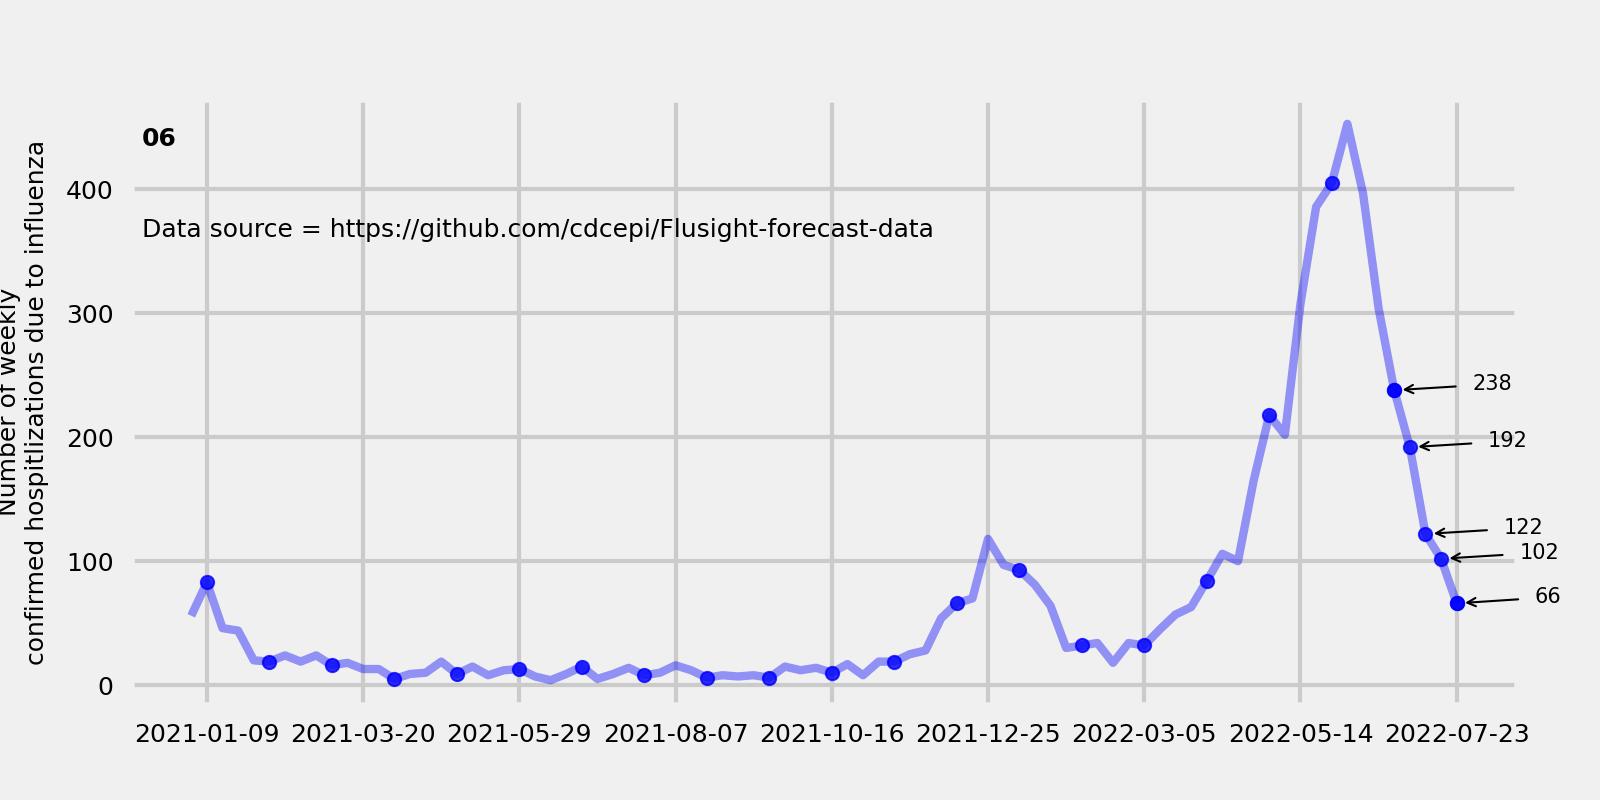 06
Data source = https://github.com/cdcepi/Flusight-forecast-data
Number of weekly
confirmed hospitlizations due to influenza
400
300
200
100
0
238
192
122
102
66
2021-01-09 2021-03-20 2021-05-29 2021-08-07 2021-10-16 2021-12-25 2022-03-05 2022-05-14 2022-07-23